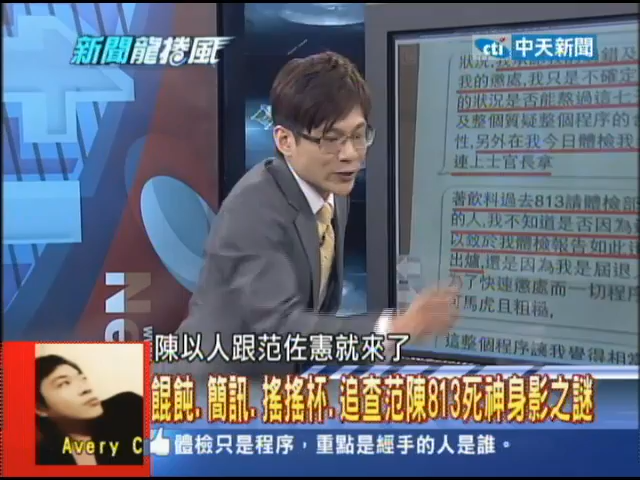 新聞龍捲風
cti 中天新聞
我的懲處,我只是不確定
的狀況是否能熬過這七
及整個質疑整個程序的
性,另外在我今日體檢我
連上士官長拿
著飲料過去813請體檢部
的人,我不知道是否因為
以致於我體檢報告如此
出爐,還是因為我是屆退
為了快速懲處而一切程
可馬虎且粗糙,
這整個程序讓我覺得相
陳以人跟范佐憲就來了
餛飩.簡訊.搖搖杯.追查范陳813死神身影之謎
Avery C
體檢只是程序，重點是經手的人是誰。